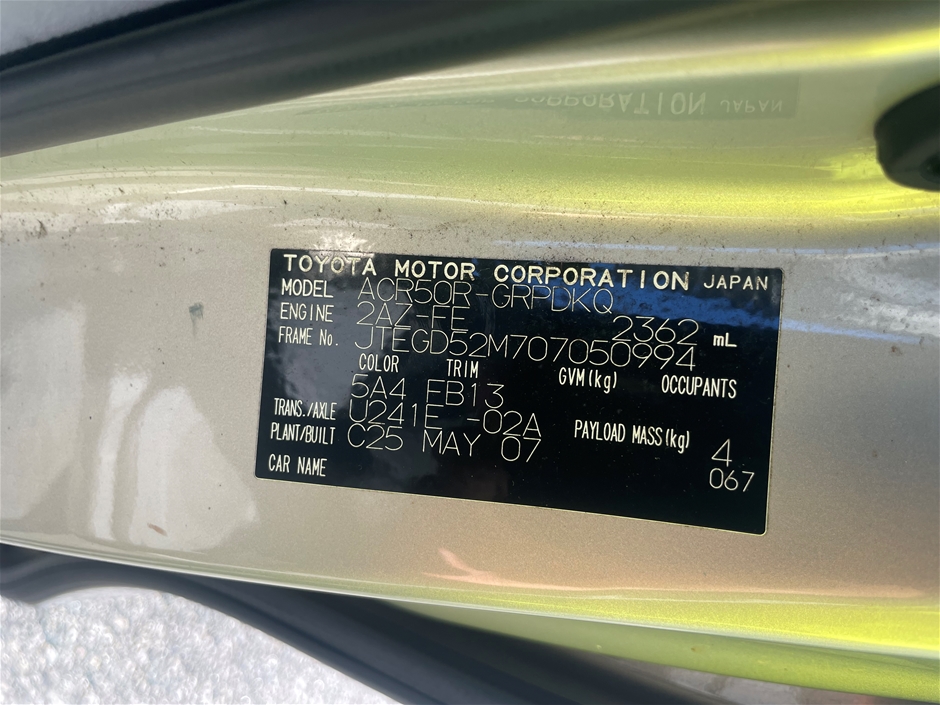 TOYOTA MOTOR CORPORATION JAPAN
MODEL ACR50R-GRPDKQ
ENGINE 2AZ-FE 2362 mL
FRAME No. JTEGD52M707050994
COLOR TRIM GVM(kg) OCCUPANTS
5A4 FB13
TRANS./AXLE U241E -02A PAYLOAD MASS(kg) 4
PLANT/BUILT C25 MAY 07 067
CAR NAME